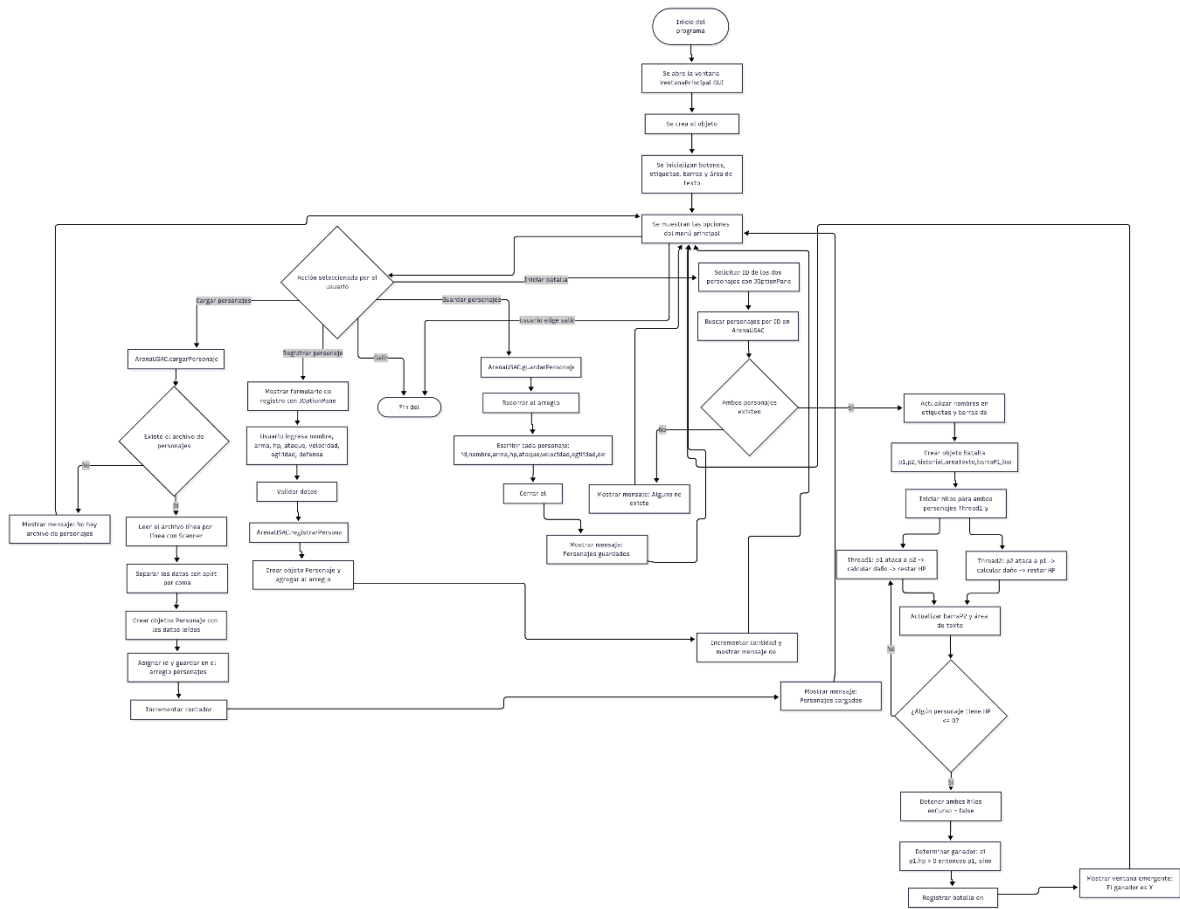 Inicio del
programa
Se abre la ventana
VentanaPrincipal GUI
Se crea el objeto
Se inicializan botones,
etiquetas, barras y área de
texto
Se muestran las opciones
del menú principal
Acción seleccionada por el
usuario
Iniciar batalla
Cargar personajes
Guardar personajes
Usuario elige salir
Registrar personaje
Salir
Solicitar ID de los dos
personajes con JOptionPane
Buscar personajes por ID en
ArenaUSAC
Ambos personajes
existen
No
Sí
Mostrar mensaje: Alguno no
existe
ArenaUSAC.cargarPersonaje
Existe el archivo de
personajes
No
Sí
Mostrar mensaje: No hay
archivo de personajes
Leer el archivo línea por
línea con Scanner
Separar los datos con split
por coma
Crear objetos Personaje con
los datos leídos
Asignar id y guardar en el
arreglo personajes
Incrementar contador
Mostrar mensaje:
Personajes cargados
Mostrar formulario de
registro con JOptionPane
Usuario ingresa nombre,
arma, hp, ataque, velocidad,
agilidad, defensa
Validar datos
ArenaUSAC.registrarPersona
Crear objeto Personaje y
agregar al arreglo
Incrementar cantidad y
mostrar mensaje de
Fin del
ArenaUSAC.guardarPersonaje
Recorrer el arreglo
Escribir cada personaje:
id,nombre,arma,hp,ataque,velocidad,agilidad,def
Cerrar el
Mostrar mensaje:
Personajes guardados
Actualizar nombres en
etiquetas y barras de
Crear objeto Batalla
p1,p2,historial,areatexto,barraP1,bar
Iniciar hilos para ambos
personajes Thread1 y
Thread1: p1 ataca a p2 ->
calcular daño -> restar HP
Thread2: p2 ataca a p1 ->
calcular daño -> restar HP
Actualizar barraP2 y área
de texto
No
¿Algún personaje tiene HP
<= 0?
Sí
Detener ambos hilos
enCurso = false
Determinar ganador: si
p1.hp > 0 entonces p1, sino
Registrar batalla en
Mostrar ventana emergente:
El ganador es X